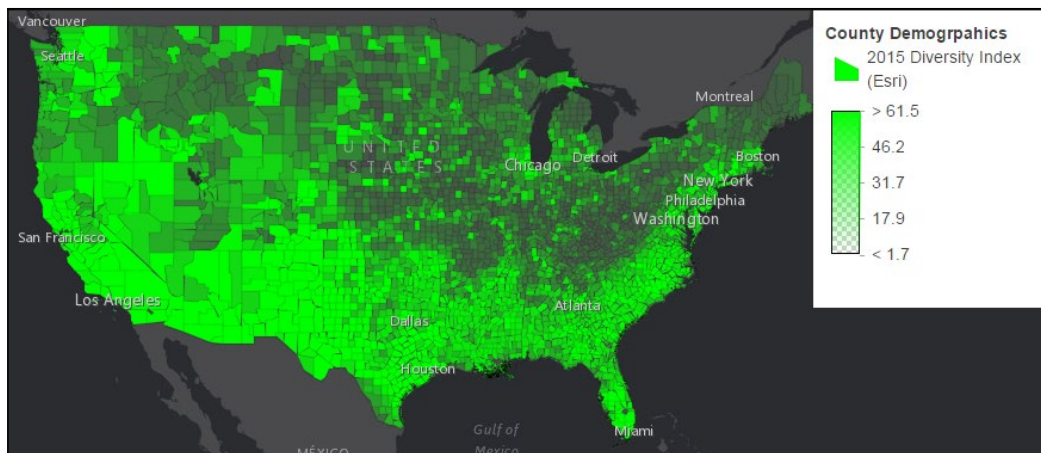 Vancouver
Seattle
Montreal
UNITED
STATES
Chicago
Detroit
Boston
New York
Philadelphia
Washington
San Francisco
Los Angeles
Atlanta
Dallas
Houston
Miami
Gulf of
Mexico
MÉXICO
County Demogrpahics
2015 Diversity Index
(Esri)
> 61.5
46.2
31.7
17.9
< 1.7